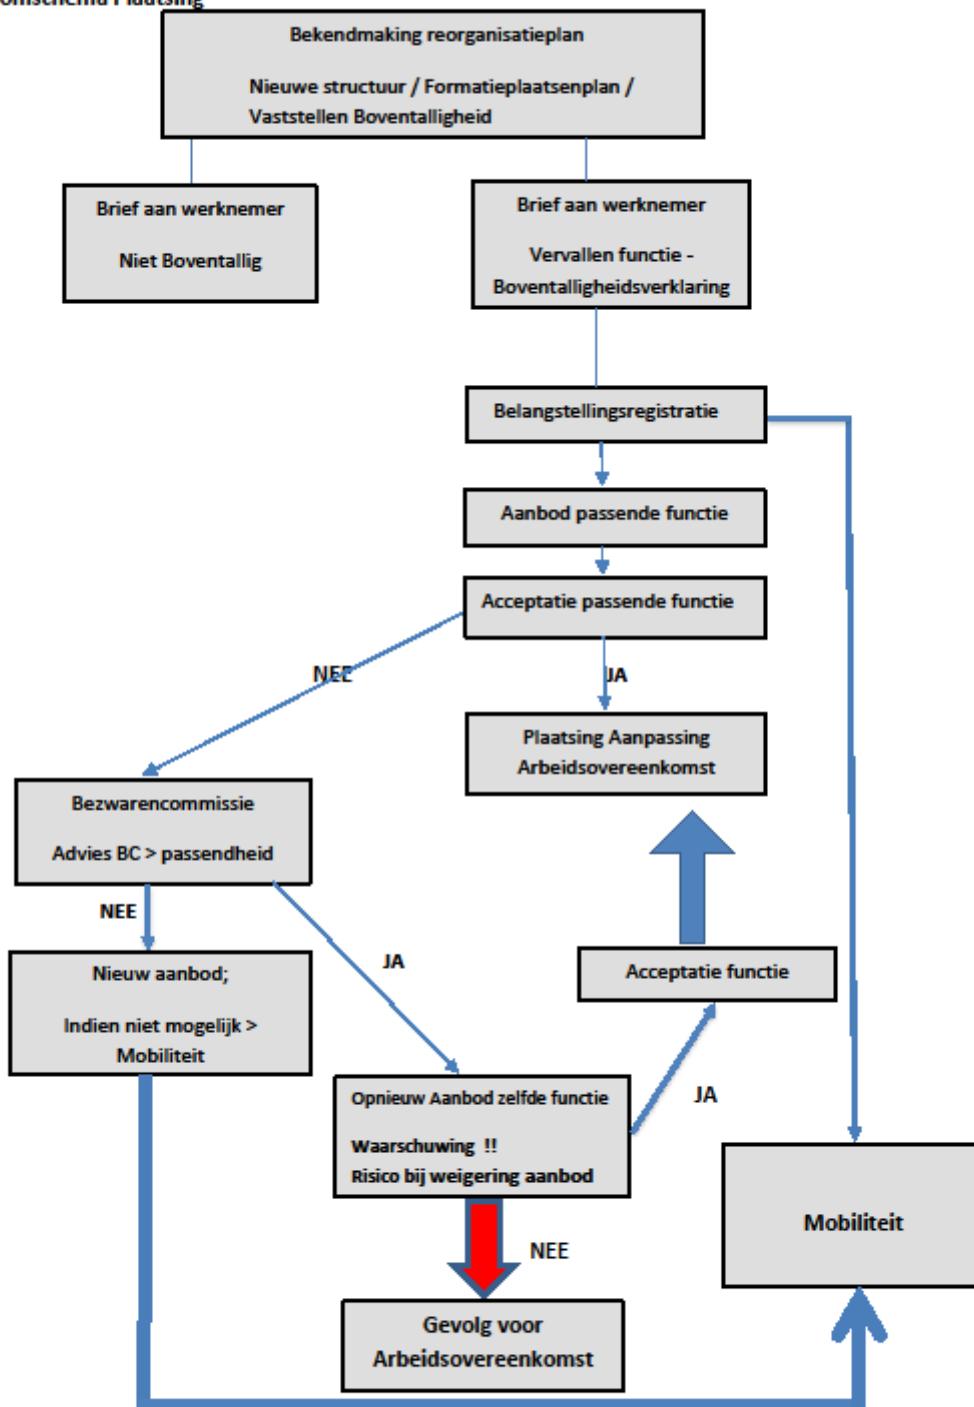 Plaatsing
Bekendmaking reorganisatieplan
Nieuwe structuur / Formatieplaatsenplan /
Vaststellen Boventalligheid
Brief aan werknemer
Niet Boventallig
Brief aan werknemer
Vervallen functie -
Boventalligheidsverklaring
Belangstellingsregistratie
Aanbod passende functie
Acceptatie passende functie
NEE
JA
Plaatsing Aanpassing
Arbeidsovereenkomst
Bezwarencommissie
Advies BC > passendheid
NEE
JA
Nieuw aanbod;
Indien niet mogelijk >
Mobiliteit
Acceptatie functie
Opnieuw Aanbod zelfde functie
Waarschuwing !!
Risico bij weigering aanbod
JA
NEE
Mobiliteit
Gevolg voor
Arbeidsovereenkomst